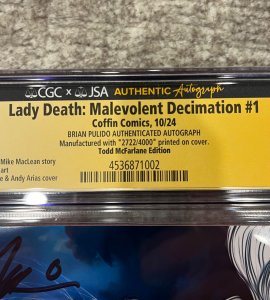 CGC x JSA AUTHENTIC Autograph
Lady Death: Malevolent Decimation #1
Coffin Comics, 10/24
BRIAN PULIDO AUTHENTICATED AUTOGRAPH
Manufactured with "2722/4000" printed on cover.
Todd McFarlane Edition
Mike MacLean story
art
e & Andy Arias cover
4536871002